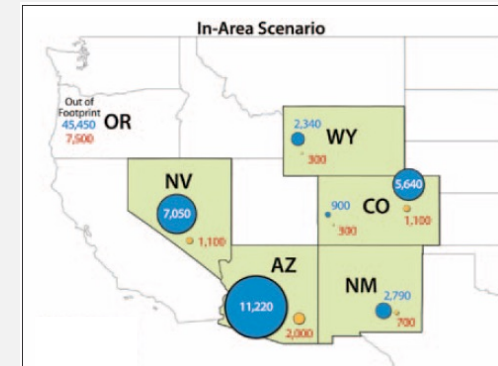 In-Area Scenario
Out of
Footprint
45,450
7,500
OR
2,340
WY
300
NV
7,050
1,100
5,640
900
CO
1,100
300
AZ
11,220
2,000
NM
2,790
700